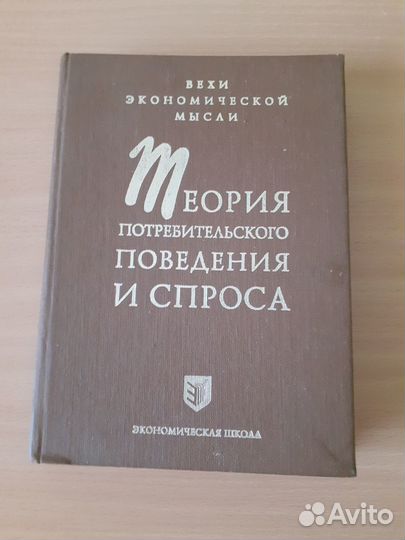 ВЕХИ
ЭКОНОМИЧЕСКОЙ
МЫСЛИ
ТЕОРИЯ
ПОТРЕБИТЕЛЬСКОГО
ПОВЕДЕНИЯ
И СПРОСА
ЭКОНОМИЧЕСКАЯ ШКОЛА
Avito